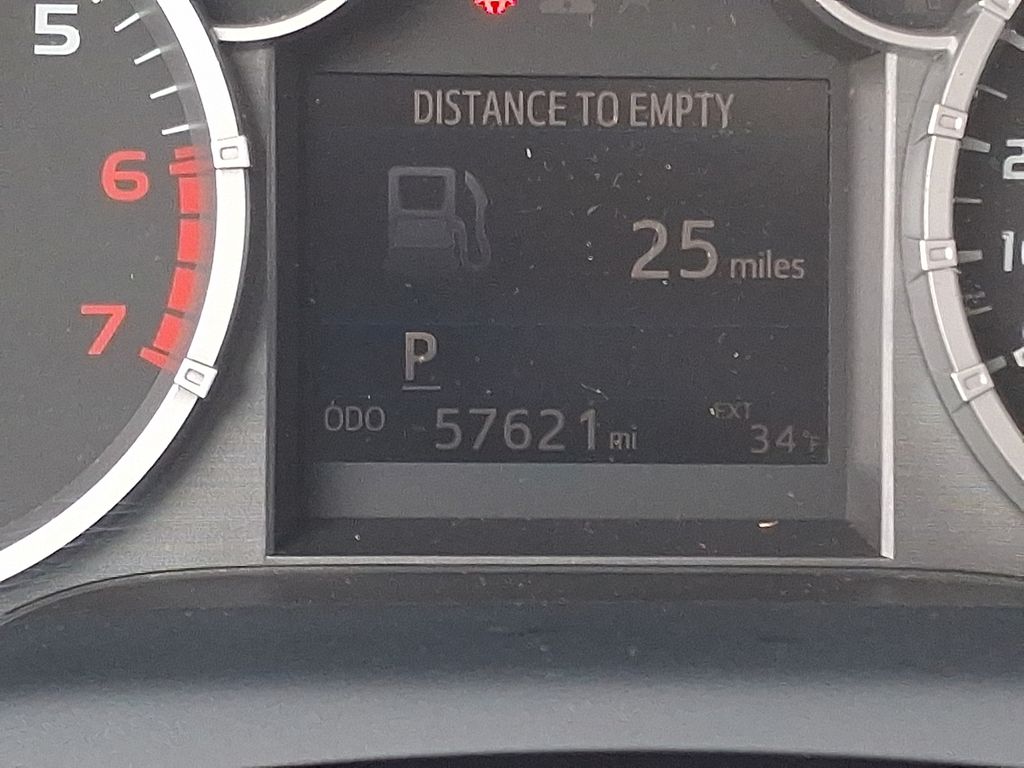 5
6
7
DISTANCE TO EMPTY
25 miles
P
ODO 57621 mi
EXT
34°F